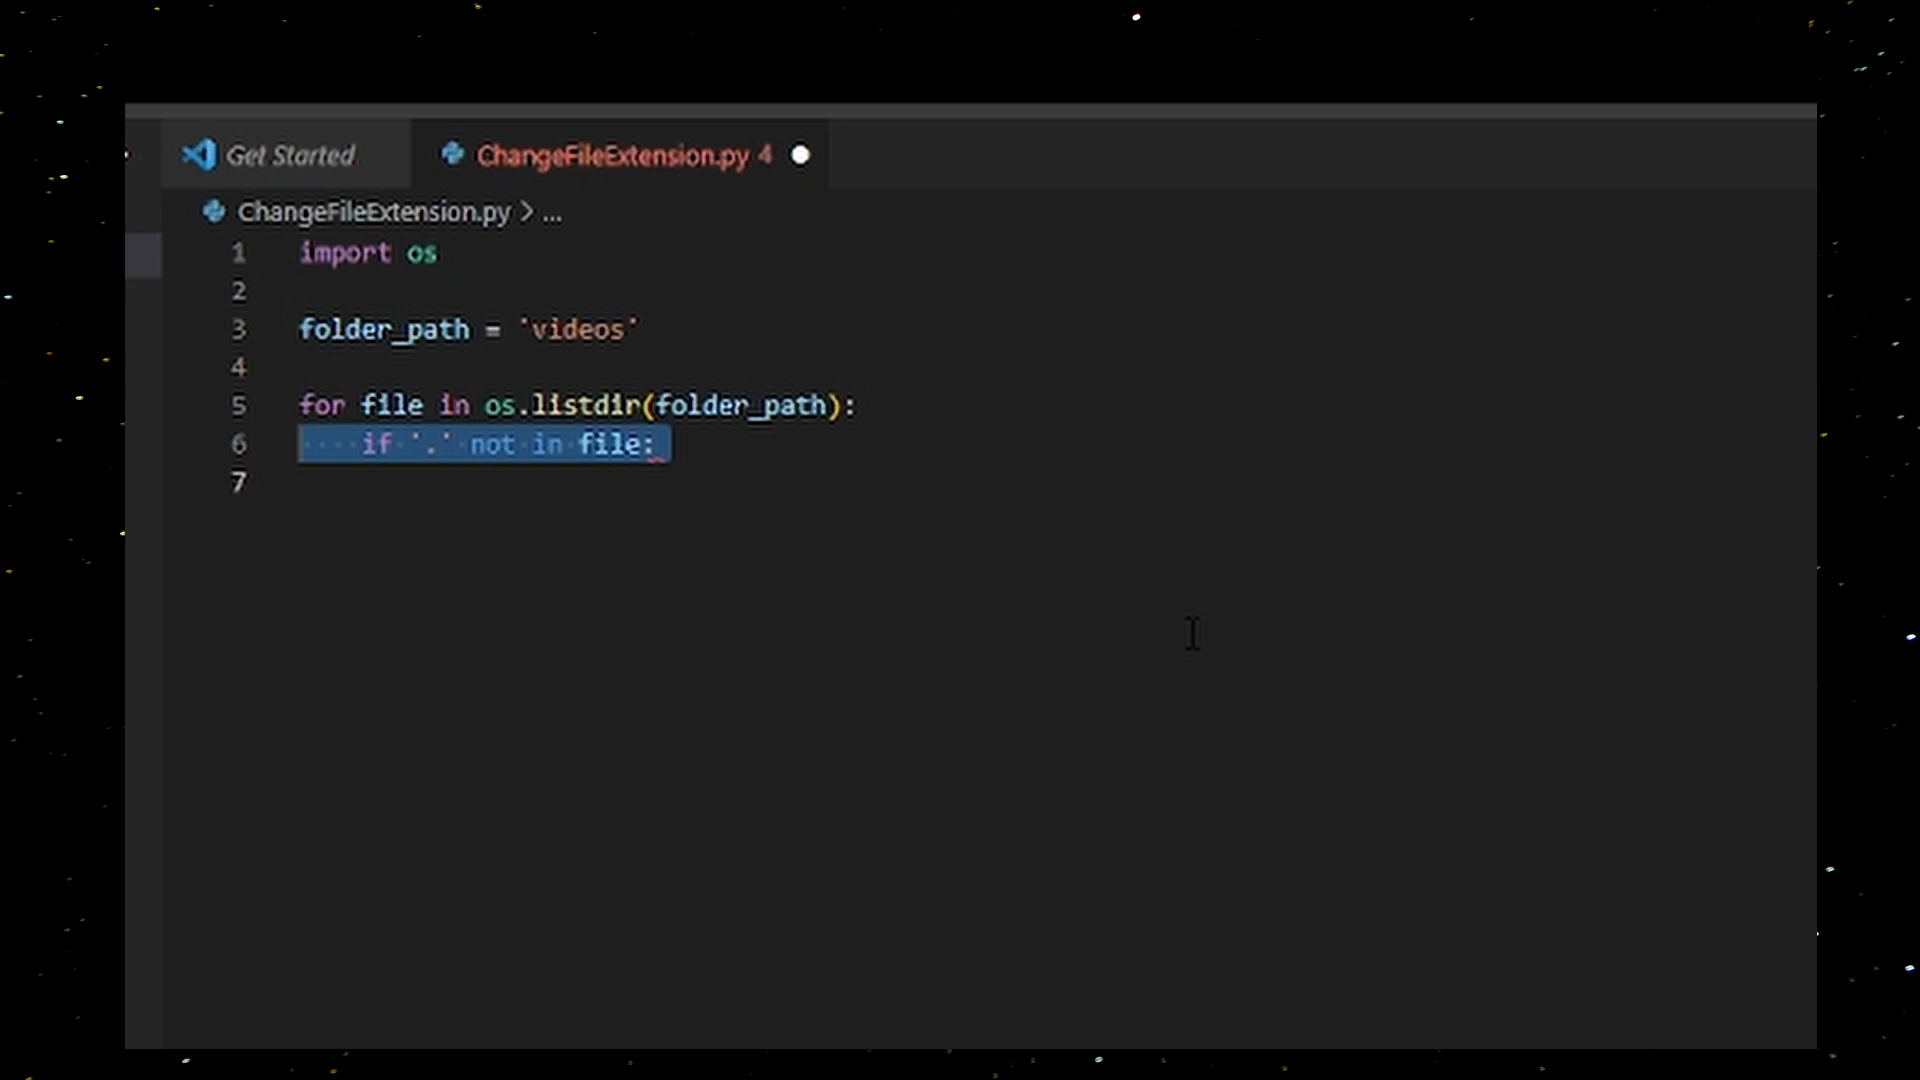 Get Started
ChangeFileExtension.py 4
ChangeFileExtension.py > ...
1 import os
2
3 folder_path = 'videos'
4
5 for file in os.listdir(folder_path):
6 ····if·'.'·not·in·file:
7